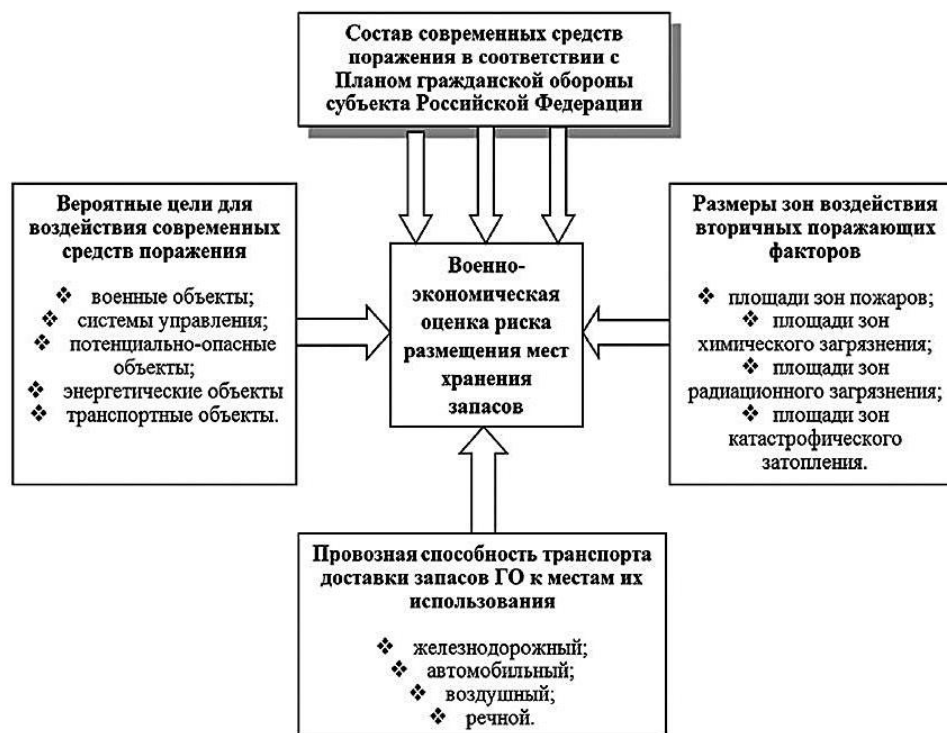 Состав современных средств
поражения в соответствии с
Планом гражданской обороны
субъекта Российской Федерации
Вероятные цели для
воздействия современных
средств поражения
❖ военные объекты;
❖ системы управления;
❖ потенциально-опасные
объекты;
❖ энергетические объекты
❖ транспортные объекты.
Военно-
экономическая
оценка риска
размещения мест
хранения
запасов
Размеры зон воздействия
вторичных поражающих
факторов
❖ площади зон пожаров;
❖ площади зон
химического загрязнения;
❖ площади зон
радиационного загрязнения;
❖ площади зон
катастрофического
затопления.
Провозная способность транспорта
доставки запасов ГО к местам их
использования
❖ железнодорожный;
❖ автомобильный;
❖ воздушный;
❖ речной.